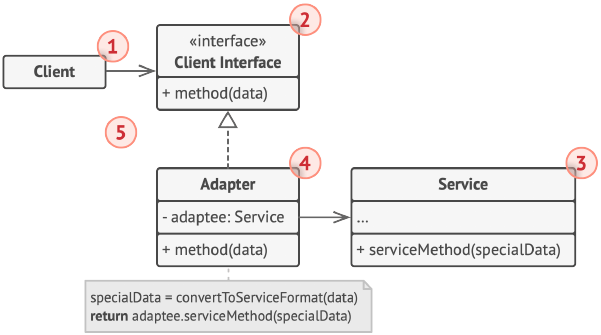 1
Client
2
«interface»
Client Interface
+ method(data)
5
4
Adapter
- adaptee: Service
+ method(data)
3
Service
...
+ serviceMethod(specialData)
specialData = convertToServiceFormat(data)
return adaptee.serviceMethod(specialData)